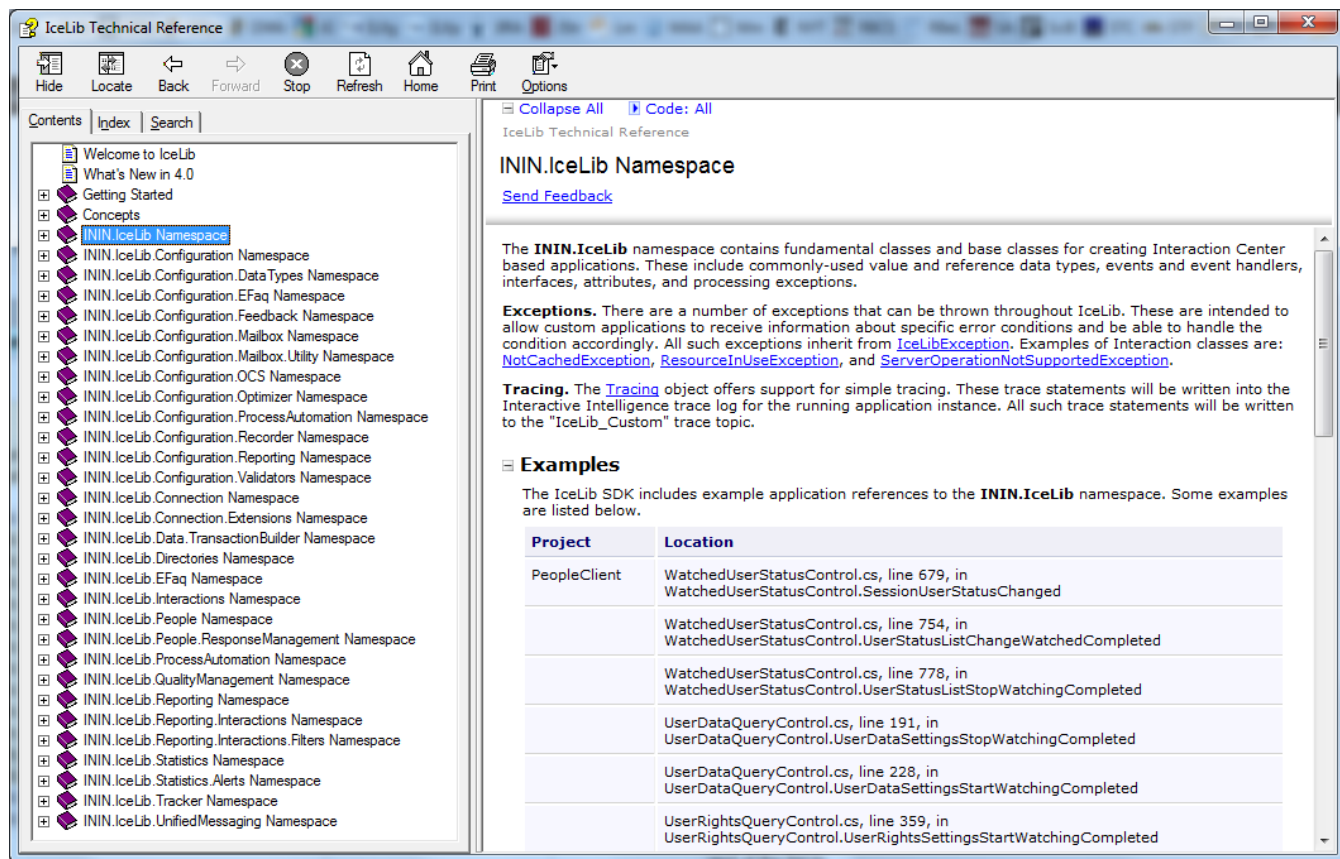 IceLib Technical Reference
Hide Locate Back Forward Stop Refresh Home Print Options
Contents Index Search
Welcome to IceLib
What's New in 4.0
Getting Started
Concepts
ININ.IceLib Namespace
ININ.IceLib.Configuration Namespace
ININ.IceLib.Configuration.DataTypes Namespace
ININ.IceLib.Configuration.EFaq Namespace
ININ.IceLib.Configuration.Feedback Namespace
ININ.IceLib.Configuration.Mailbox Namespace
ININ.IceLib.Configuration.Mailbox.Utility Namespace
ININ.IceLib.Configuration.OCS Namespace
ININ.IceLib.Configuration.Optimizer Namespace
ININ.IceLib.Configuration.ProcessAutomation Namespace
ININ.IceLib.Configuration.Recorder Namespace
ININ.IceLib.Configuration.Reporting Namespace
ININ.IceLib.Configuration.Validators Namespace
ININ.IceLib.Connection Namespace
ININ.IceLib.Connection.Extensions Namespace
ININ.IceLib.Data.TransactionBuilder Namespace
ININ.IceLib.Directories Namespace
ININ.IceLib.EFaq Namespace
ININ.IceLib.Interactions Namespace
ININ.IceLib.People Namespace
ININ.IceLib.People.ResponseManagement Namespace
ININ.IceLib.ProcessAutomation Namespace
ININ.IceLib.QualityManagement Namespace
ININ.IceLib.Reporting Namespace
ININ.IceLib.Reporting.Interactions Namespace
ININ.IceLib.Reporting.Interactions.Filters Namespace
ININ.IceLib.Statistics Namespace
ININ.IceLib.Statistics.Alerts Namespace
ININ.IceLib.Tracker Namespace
ININ.IceLib.UnifiedMessaging Namespace
Collapse All Code: All
IceLib Technical Reference
ININ.IceLib Namespace
Send Feedback
The ININ.IceLib namespace contains fundamental classes and base classes for creating Interaction Center
based applications. These include commonly-used value and reference data types, events and event handlers,
interfaces, attributes, and processing exceptions.
Exceptions. There are a number of exceptions that can be thrown throughout IceLib. These are intended to
allow custom applications to receive information about specific error conditions and be able to handle the
condition accordingly. All such exceptions inherit from IceLibException. Examples of Interaction classes are:
NotCachedException, ResourceInUseException, and ServerOperationNotSupportedException.
Tracing. The Tracing object offers support for simple tracing. These trace statements will be written into the
Interactive Intelligence trace log for the running application instance. All such trace statements will be written
to the "IceLib_Custom" trace topic.
Examples
The IceLib SDK includes example application references to the ININ.IceLib namespace. Some examples
are listed below.
Project Location
PeopleClient WatchedUserStatusControl.cs, line 679, in
WatchedUserStatusControl.SessionUserStatusChanged
WatchedUserStatusControl.cs, line 754, in
WatchedUserStatusControl.UserStatusListChangeWatchedCompleted
WatchedUserStatusControl.cs, line 778, in
WatchedUserStatusControl.UserStatusListStopWatchingCompleted
UserDataQueryControl.cs, line 191, in
UserDataQueryControl.UserDataSettingsStopWatchingCompleted
UserDataQueryControl.cs, line 228, in
UserDataQueryControl.UserDataSettingsStartWatchingCompleted
UserRightsQueryControl.cs, line 359, in
UserRightsQueryControl.UserRightsSettingsStartWatchingCompleted